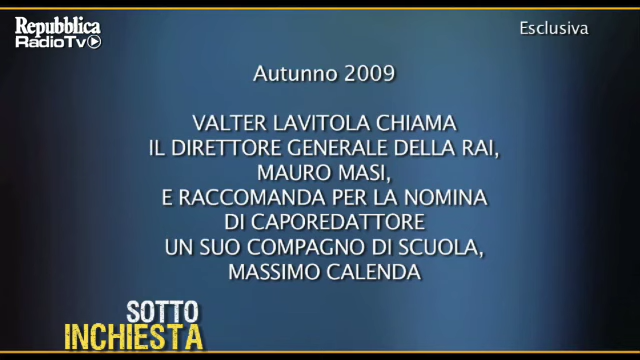 Repubblica
RADIOTV
Esclusiva
Autunno 2009
VALTER LAVITOLA CHIAMA
IL DIRETTORE GENERALE DELLA RAI,
MAURO MASI,
E RACCOMANDA PER LA NOMINA
DI CAPOREDATTORE
UN SUO COMPAGNO DI SCUOLA,
MASSIMO CALENDA
SOTTO
INCHIESTA